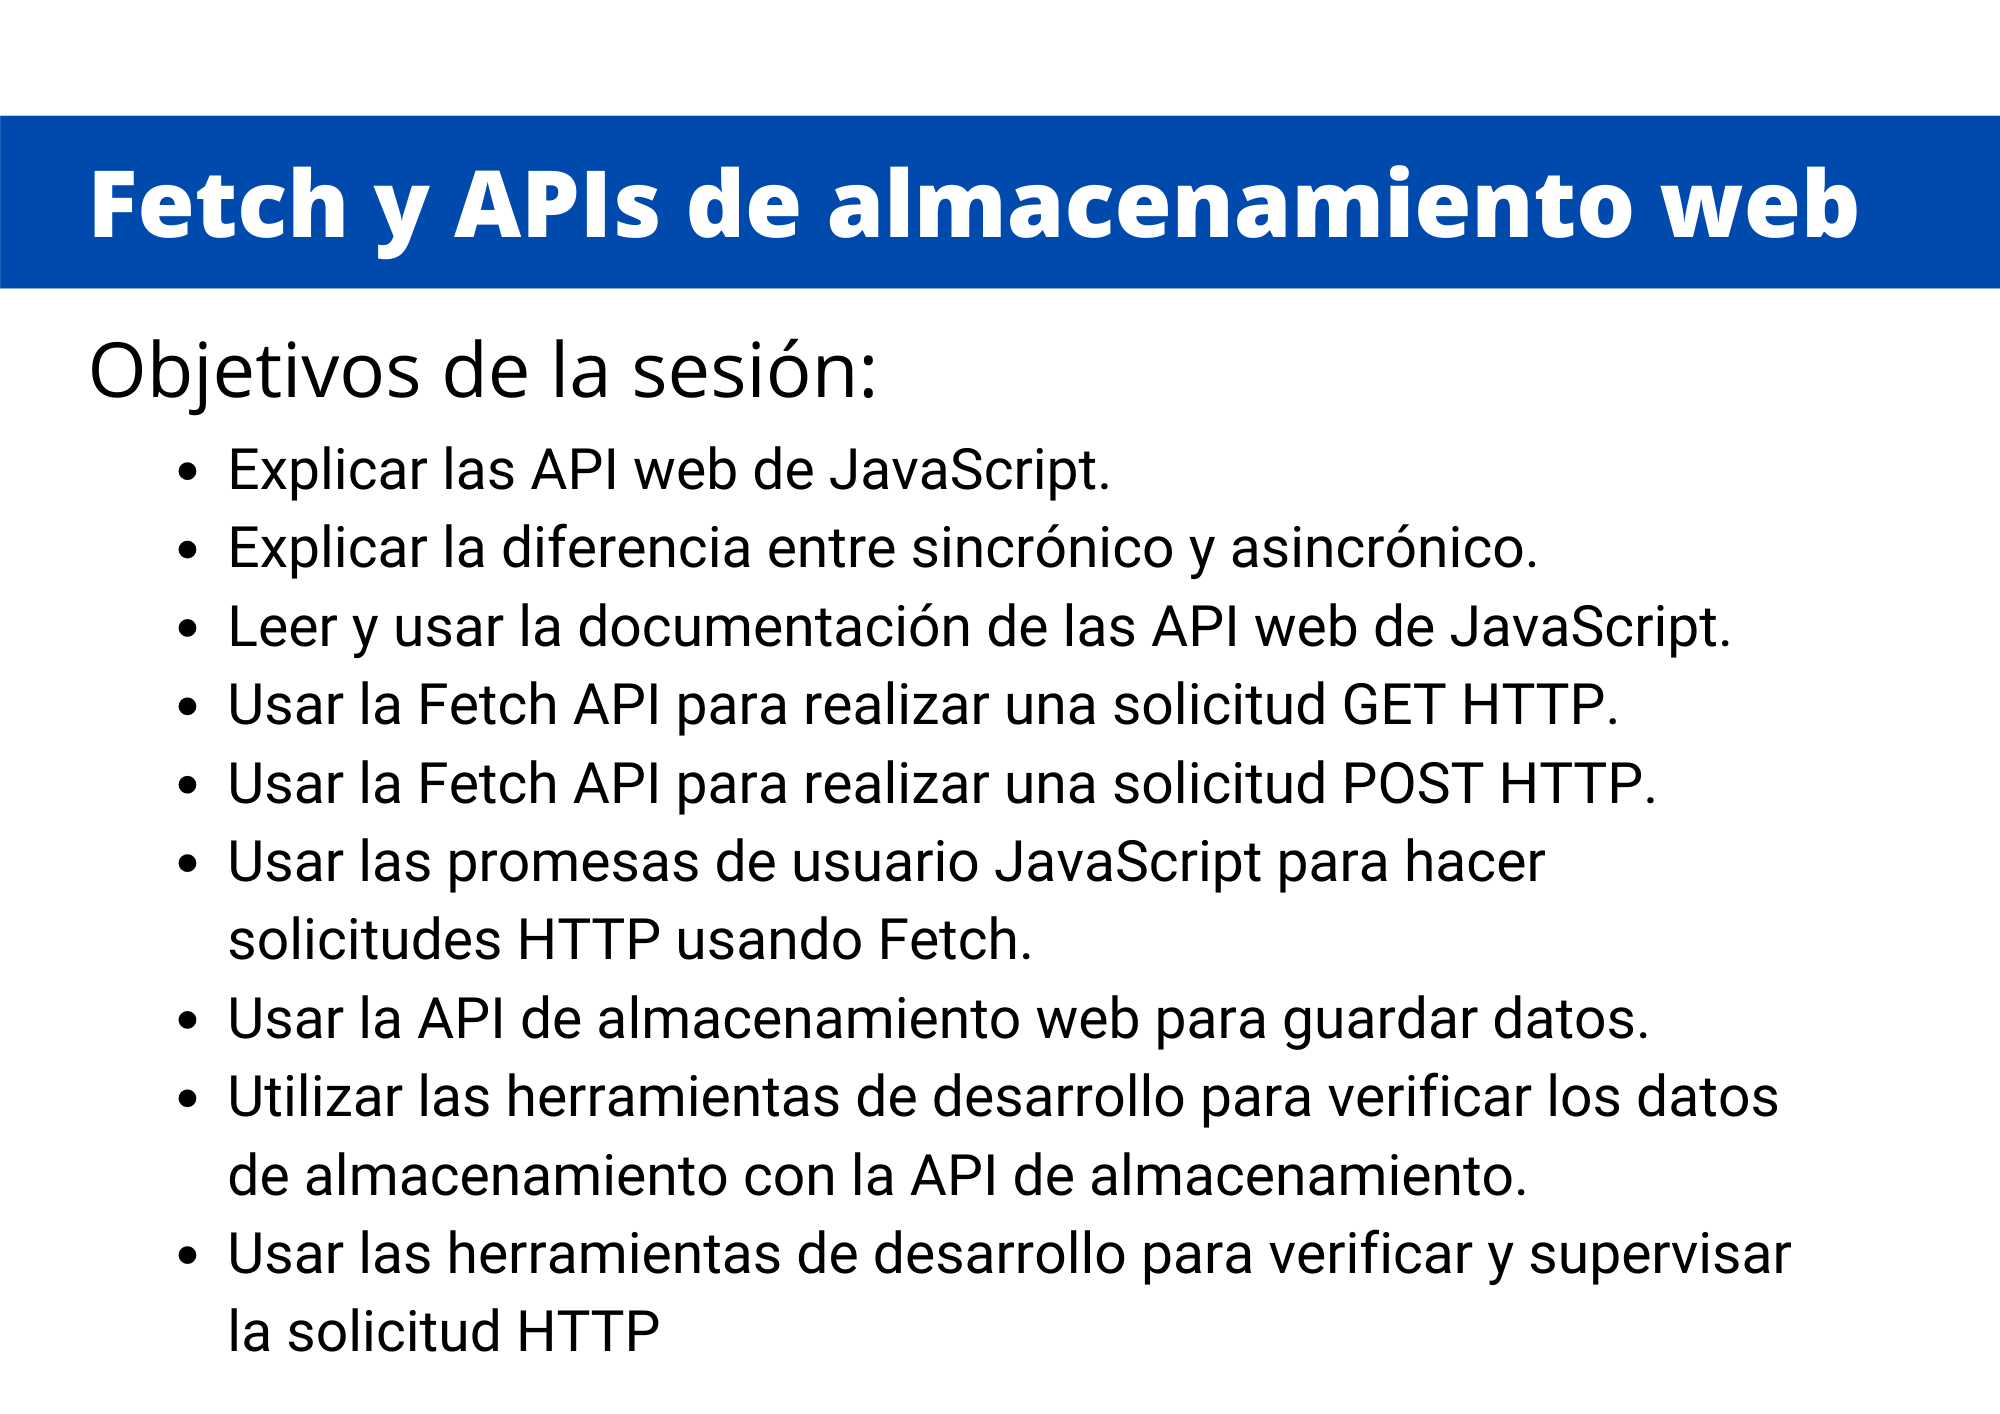 Fetch y APIs de almacenamiento web
Objetivos de la sesión:
• Explicar las API web de JavaScript.
• Explicar la diferencia entre sincrónico y asincrónico.
• Leer y usar la documentación de las API web de JavaScript.
• Usar la Fetch API para realizar una solicitud GET HTTP.
• Usar la Fetch API para realizar una solicitud POST HTTP.
• Usar las promesas de usuario JavaScript para hacer
solicitudes HTTP usando Fetch.
• Usar la API de almacenamiento web para guardar datos.
• Utilizar las herramientas de desarrollo para verificar los datos
de almacenamiento con la API de almacenamiento.
• Usar las herramientas de desarrollo para verificar y supervisar
la solicitud HTTP